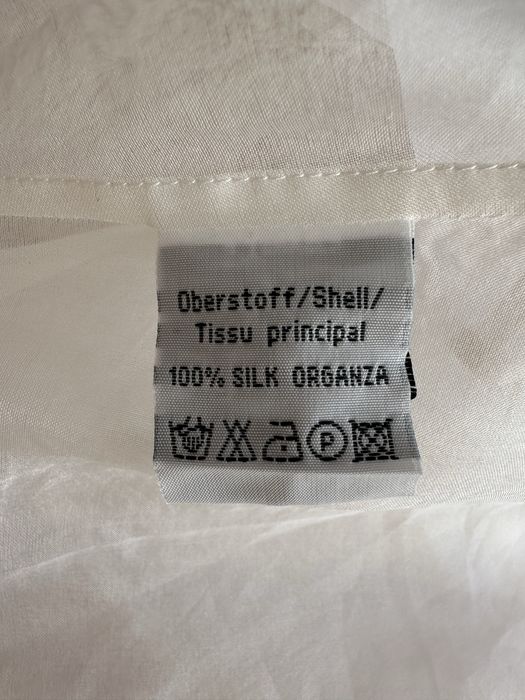 Oberstoff/Shell/
Tissu principal
100% SILK ORGANZA
P